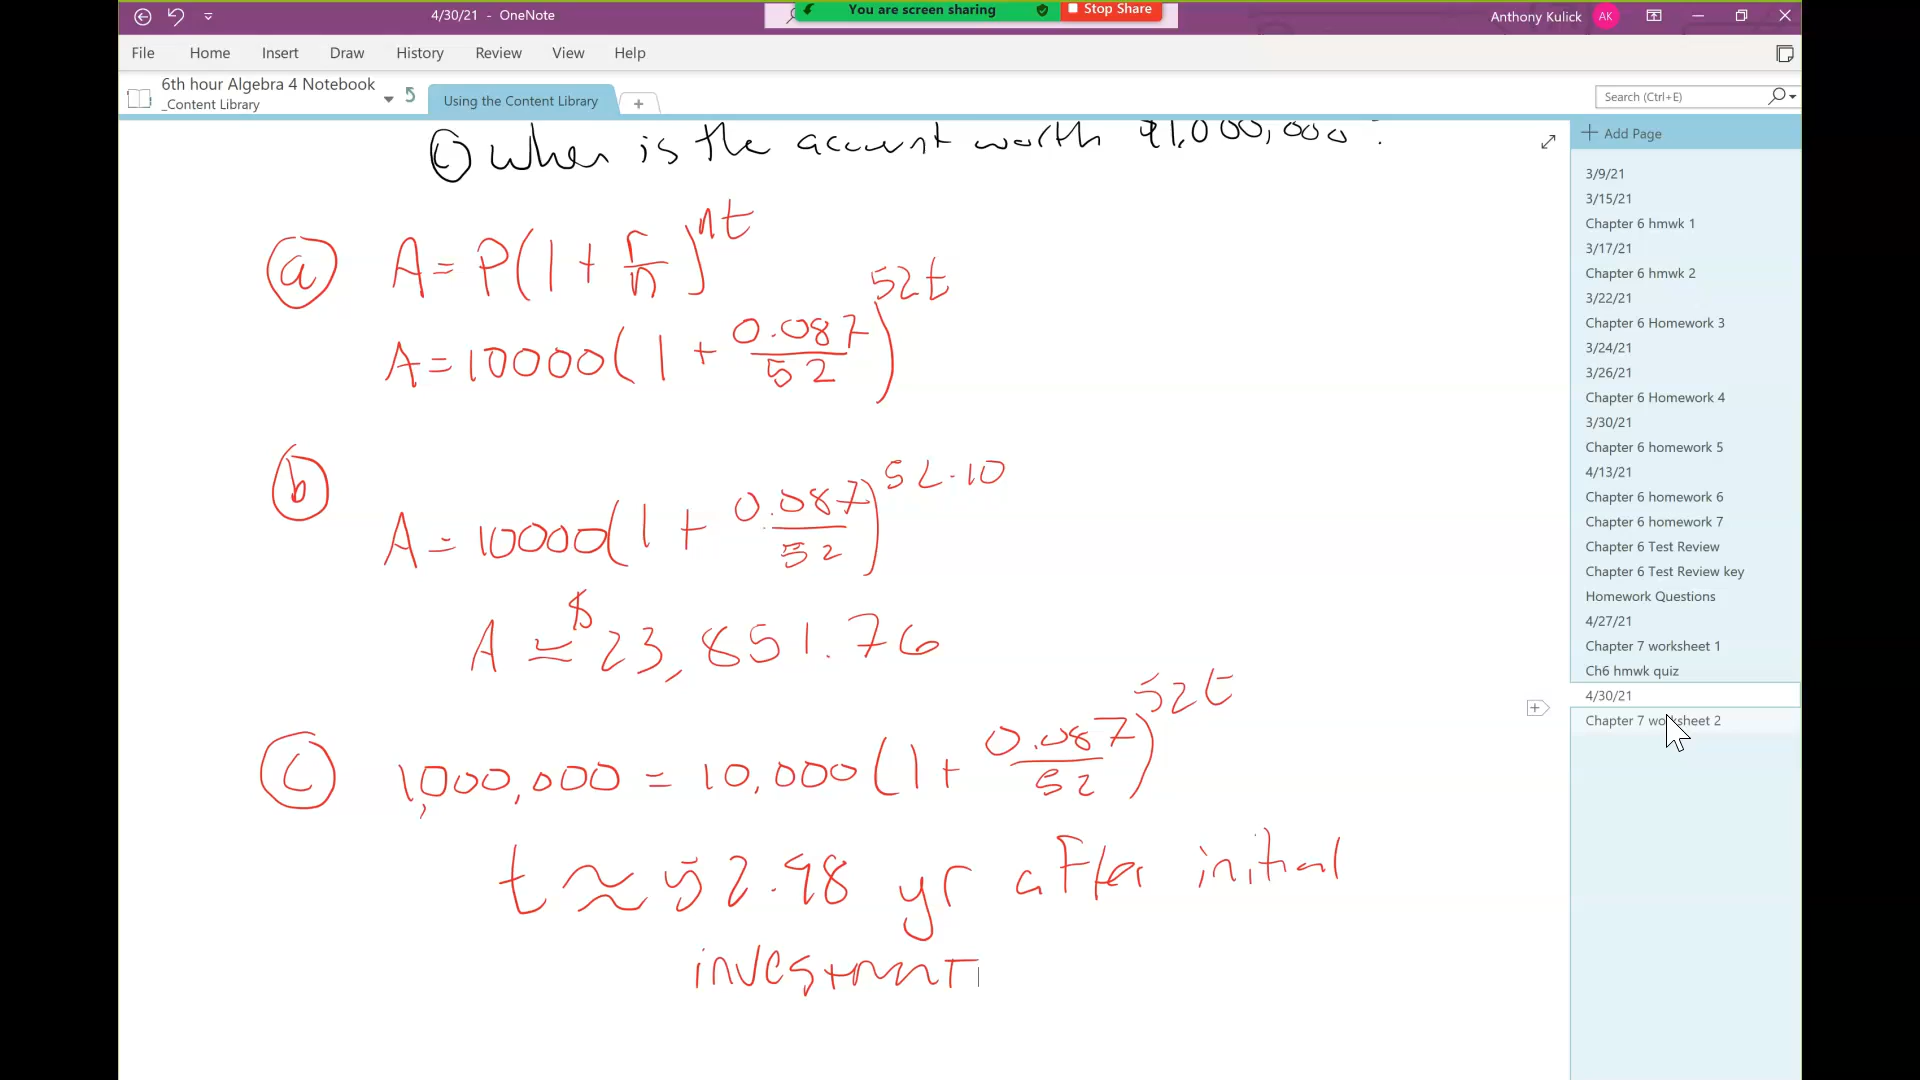 4/30/21 - OneNote
You are screen sharing
Stop Share
Anthony Kulick
AK
File Home Insert Draw History View Help
6th hour Algebra 4 Notebook
_Content Library
Using the Content Library
Search (Ctrl+E)
Add Page
3/9/21
3/15/21
Chapter 6 hmwk 1
3/17/21
Chapter 6 hmwk 2
3/22/21
Chapter 6 Homework 3
3/24/21
3/26/21
Chapter 6 Homework 4
3/30/21
Chapter 6 homework 5
4/13/21
Chapter 6 homework 6
Chapter 6 homework 7
Chapter 6 Test Review
Chapter 6 Test Review key
Homework Questions
4/27/21
Chapter 7 worksheet 1
Ch6 hmwk quiz
4/30/21
Chapter 7 worksheet 2
(c) When is the account worth $1,000,000?
(a) A = P(1 + r/n)^nt
A = 10000(1 + 0.087/52)^52t
(b) A = 10000(1 + 0.087/52)^52·10
A ≃ $23,851.76
(c) 1,000,000 = 10,000(1 + 0.087/52)^52t
t ≈ 52.98 yr after initial
investment